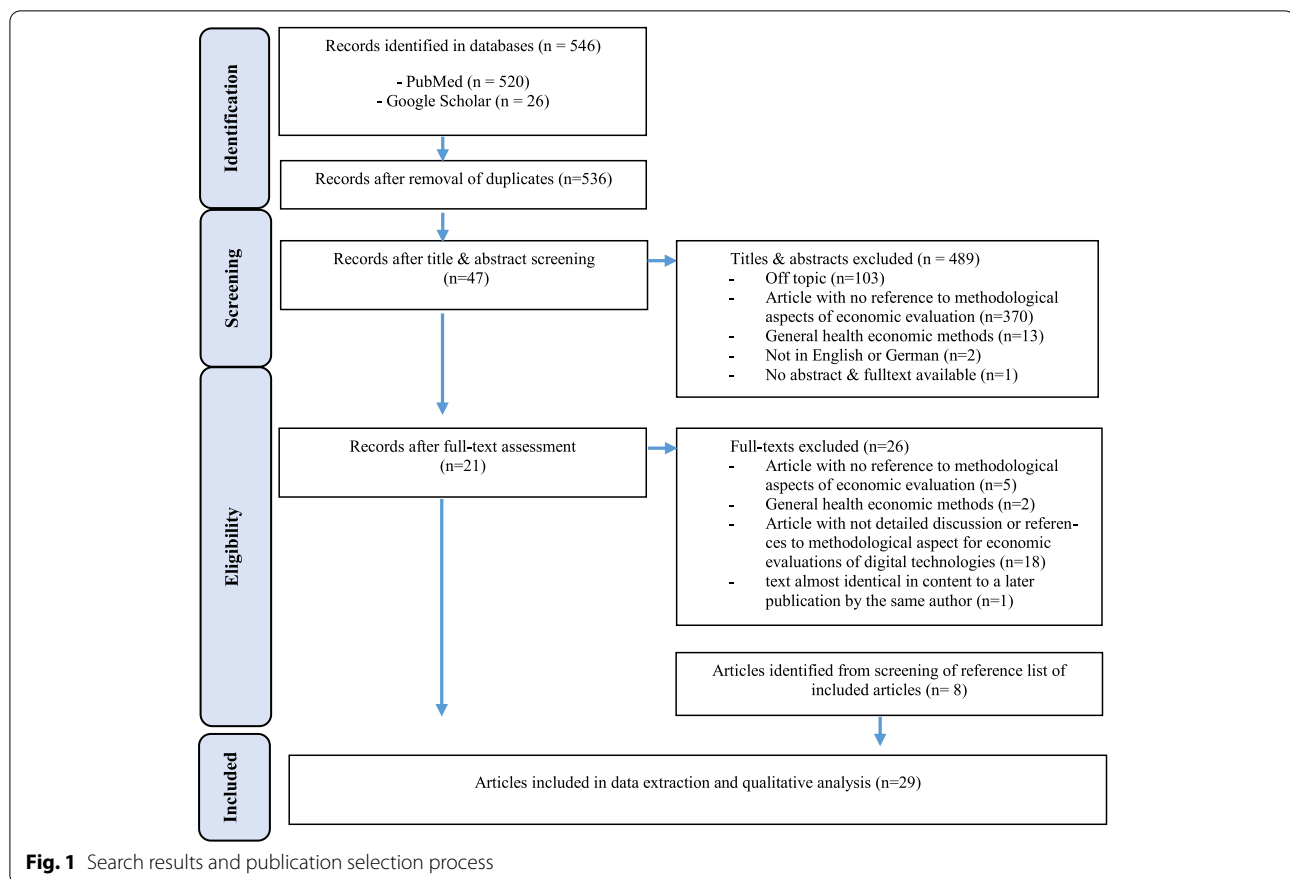 Identification
Records identified in databases (n = 546)
- PubMed (n = 520)
- Google Scholar (n = 26)
Records after removal of duplicates (n=536)
Screening
Records after title & abstract screening
(n=47)
Titles & abstracts excluded (n = 489)
- Off topic (n=103)
- Article with no reference to methodological
aspects of economic evaluation (n=370)
- General health economic methods (n=13)
- Not in English or German (n=2)
- No abstract & fulltext available (n=1)
Eligibility
Records after full-text assessment
(n=21)
Full-texts excluded (n=26)
- Article with no reference to methodological
aspects of economic evaluation (n=5)
- General health economic methods (n=2)
- Article with not detailed discussion or referen-
ces to methodological aspect for economic
evaluations of digital technologies (n=18)
- text almost identical in content to a later
publication by the same author (n=1)
Articles identified from screening of reference list of
included articles (n= 8)
Included
Articles included in data extraction and qualitative analysis (n=29)
Fig. 1 Search results and publication selection process